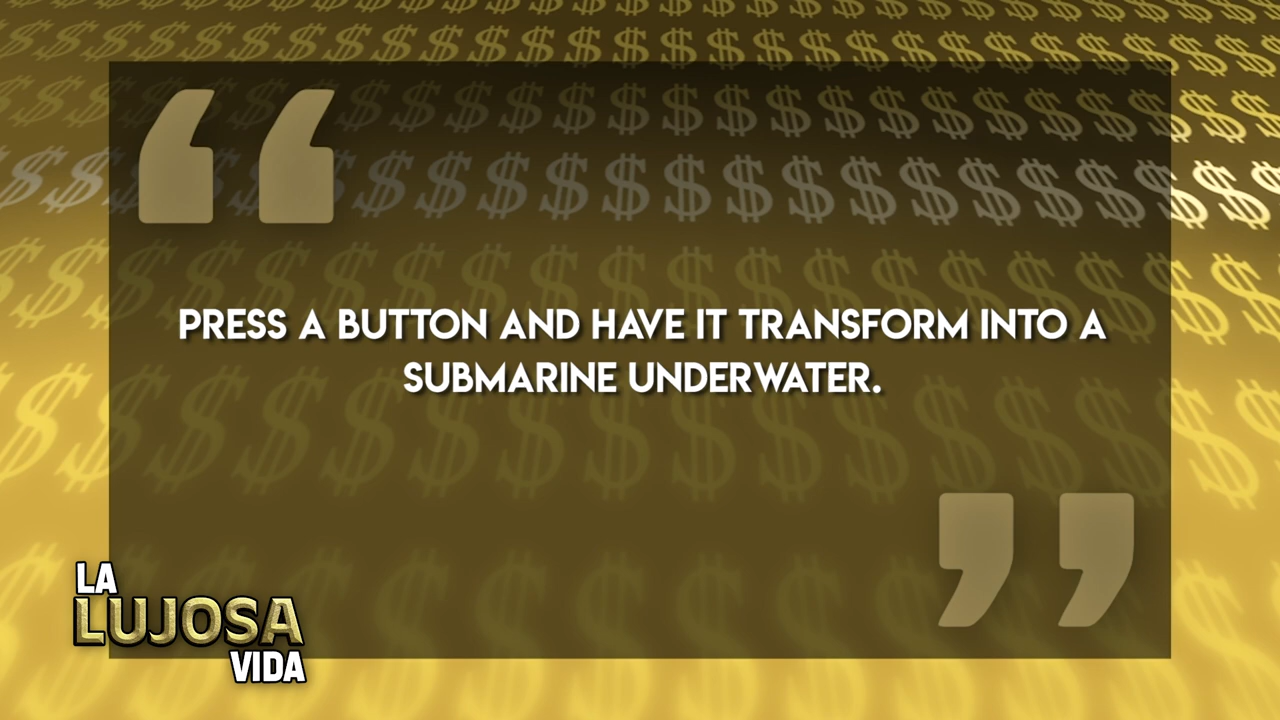 PRESS A BUTTON AND HAVE IT TRANSFORM INTO A
SUBMARINE UNDERWATER.
LA
LUJOSA
VIDA